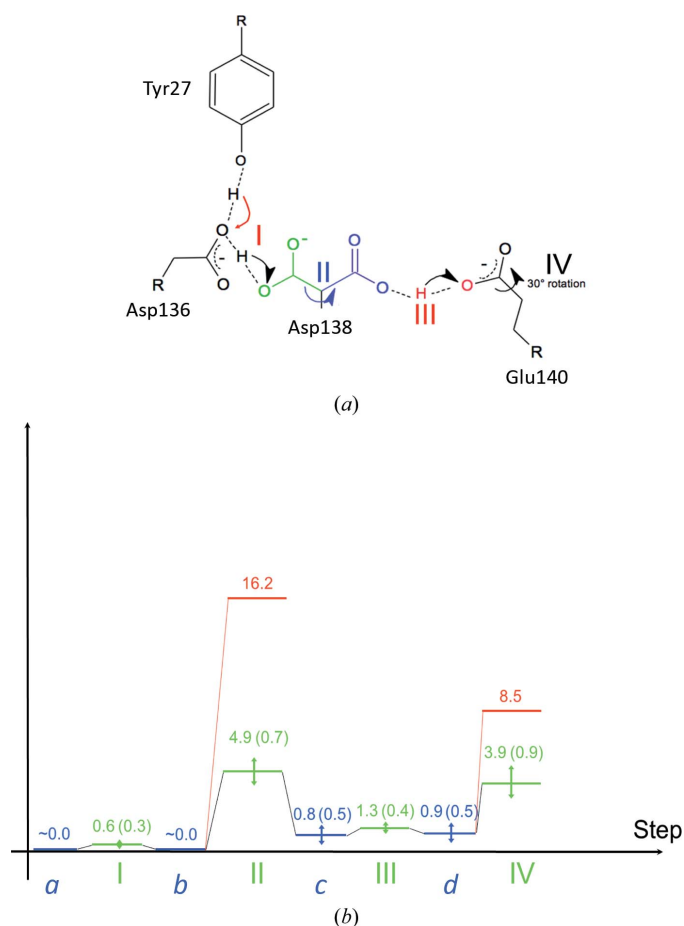 R
Tyr27
O
H
O
I
O-
O
H
II
O
IV
-
O
O
H
O
-
30° rotation
R
O
Asp138
III
Asp136
R
Glu140
(a)
16.2
8.5
4.9 (0.7)
3.9 (0.9)
~0.0
0.6 (0.3)
~0.0
0.8 (0.5)
1.3 (0.4)
0.9 (0.5)
Step
a
I
b
II
c
III
d
IV
(b)